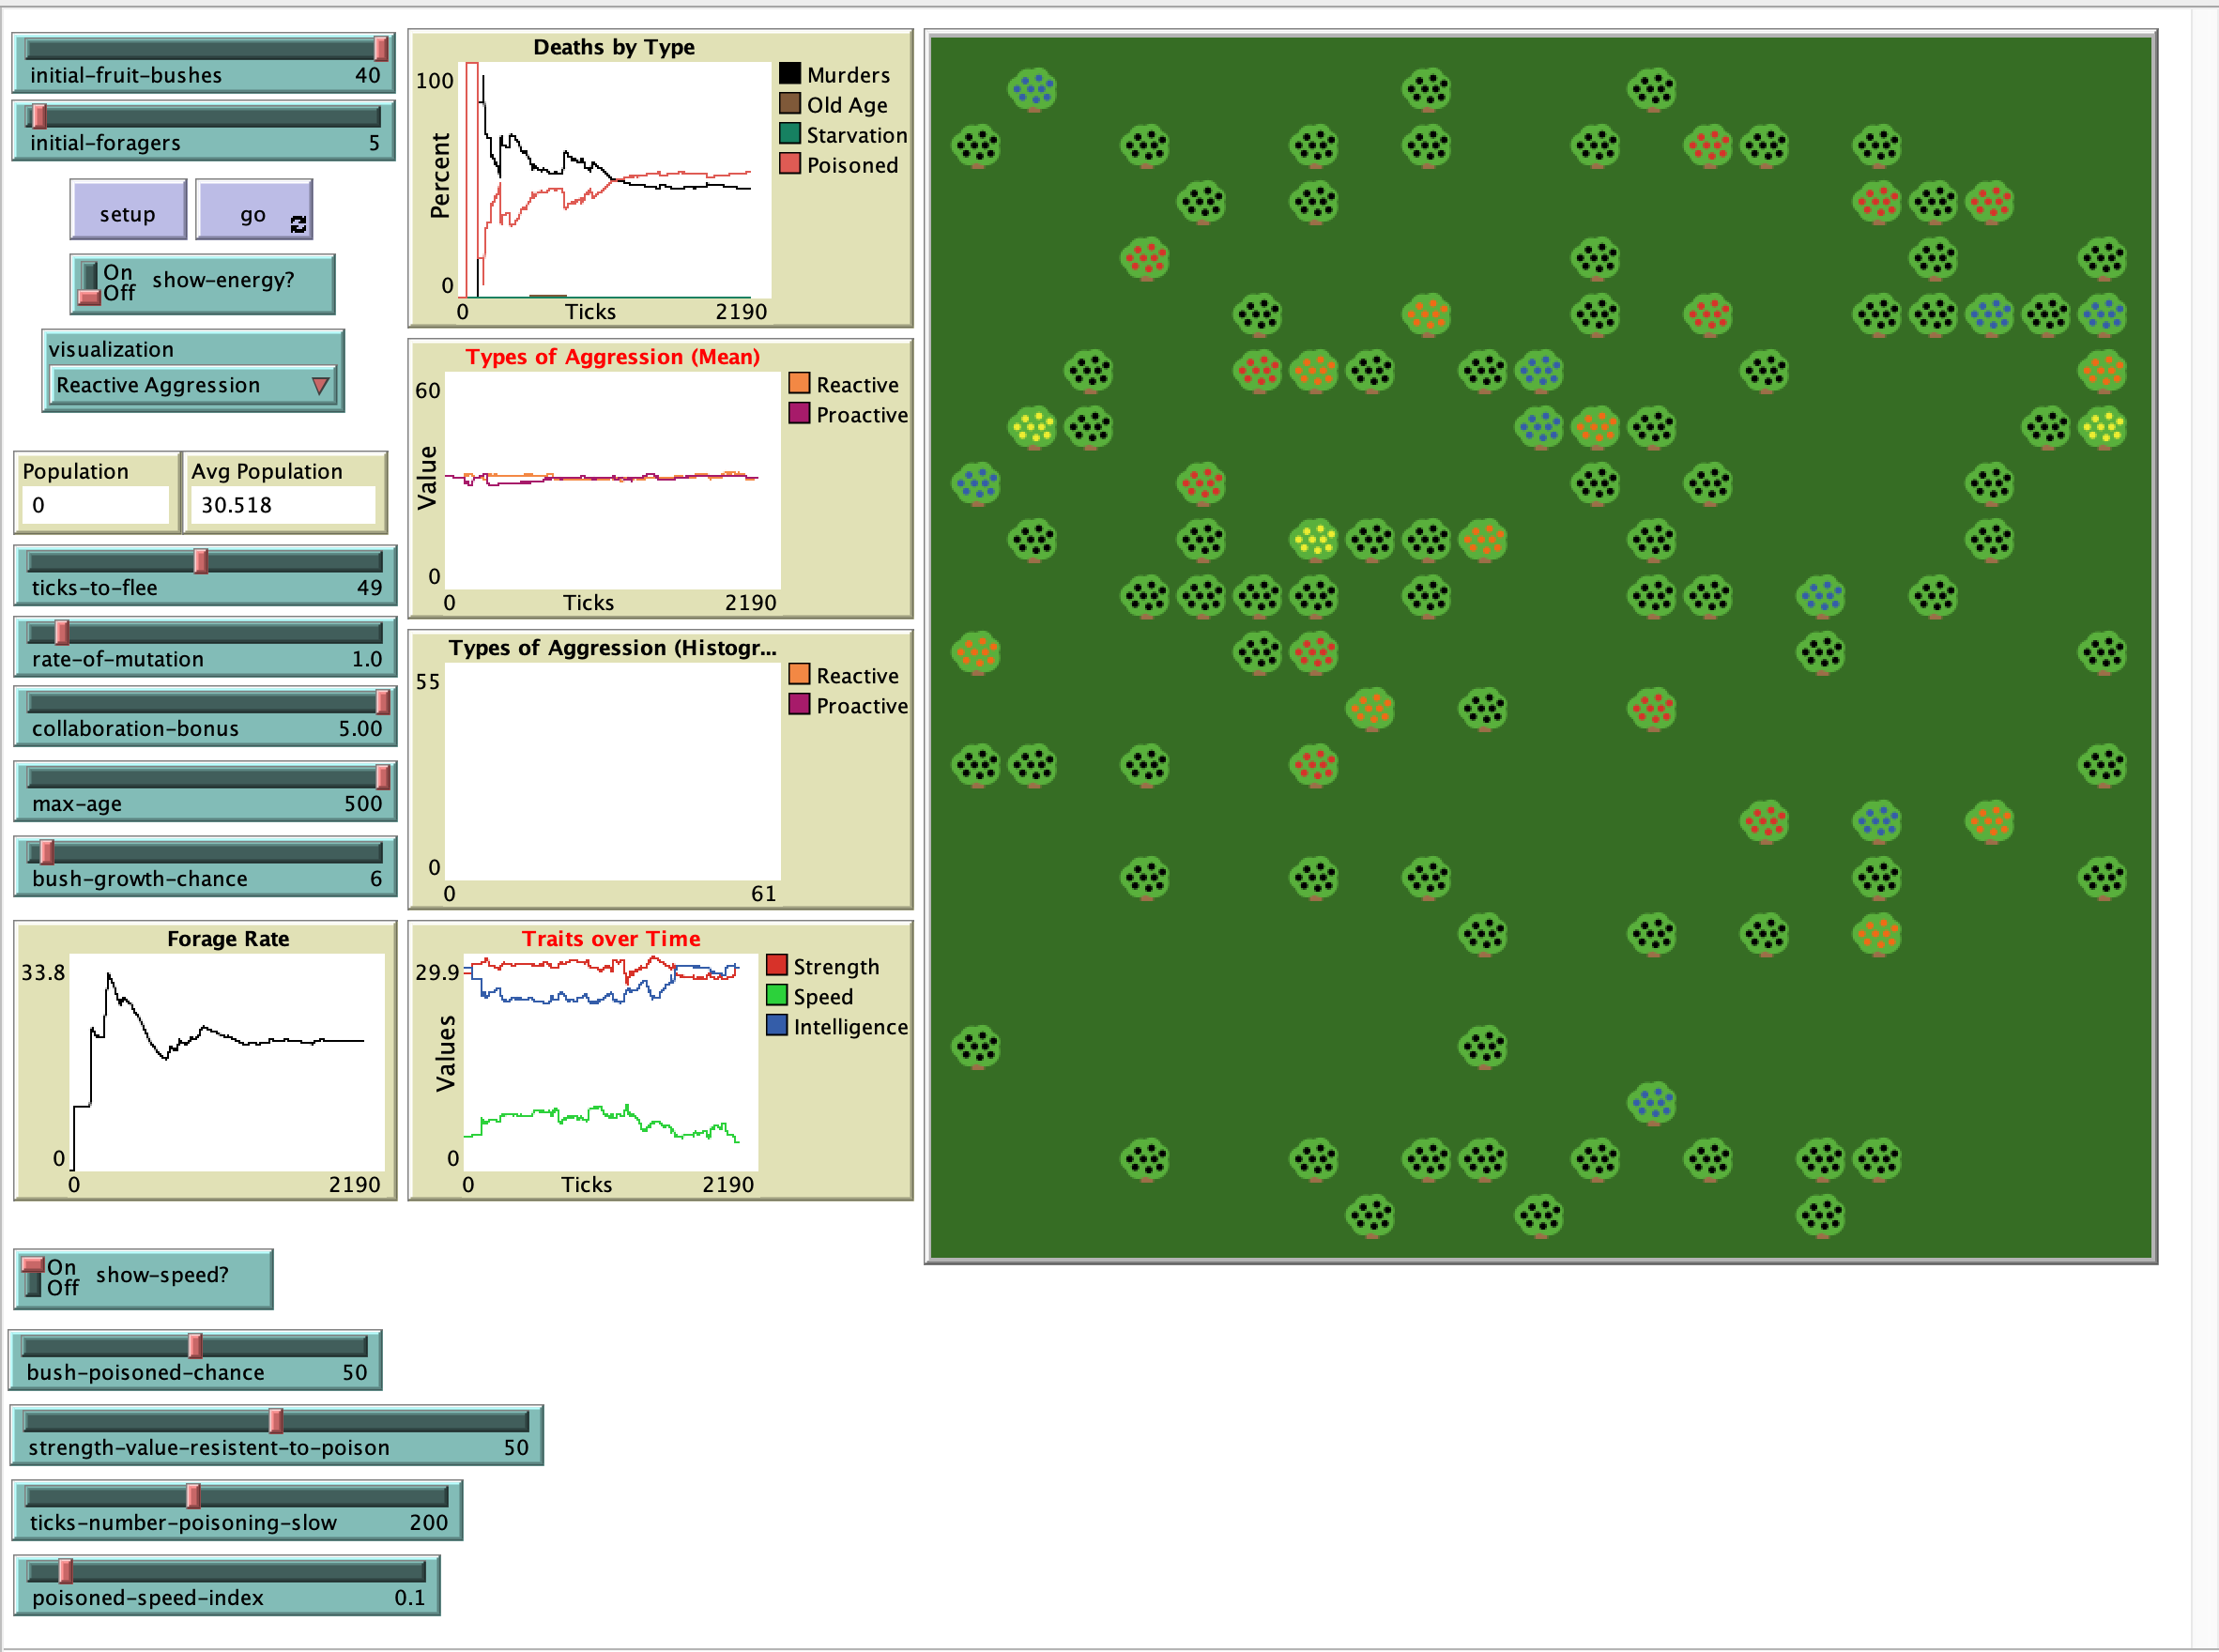 initial-fruit-bushes 40
initial-foragers 5
setup
go
On
Off
show-energy?
visualization
Reactive Aggression
Population
0
Avg Population
30.518
ticks-to-flee 49
rate-of-mutation 1.0
collaboration-bonus 5.00
max-age 500
bush-growth-chance 6
Forage Rate
33.8
0
0 2190
On
Off
show-speed?
bush-poisoned-chance 50
strength-value-resistent-to-poison 50
ticks-number-poisoning-slow 200
poisoned-speed-index 0.1
Deaths by Type
100
Percent
0
0 Ticks 2190
Murders
Old Age
Starvation
Poisoned
Types of Aggression (Mean)
60
Value
0
0 Ticks 2190
Reactive
Proactive
Types of Aggression (Histogr...
55
0
0 61
Reactive
Proactive
Traits over Time
29.9
Values
0
0 Ticks 2190
Strength
Speed
Intelligence